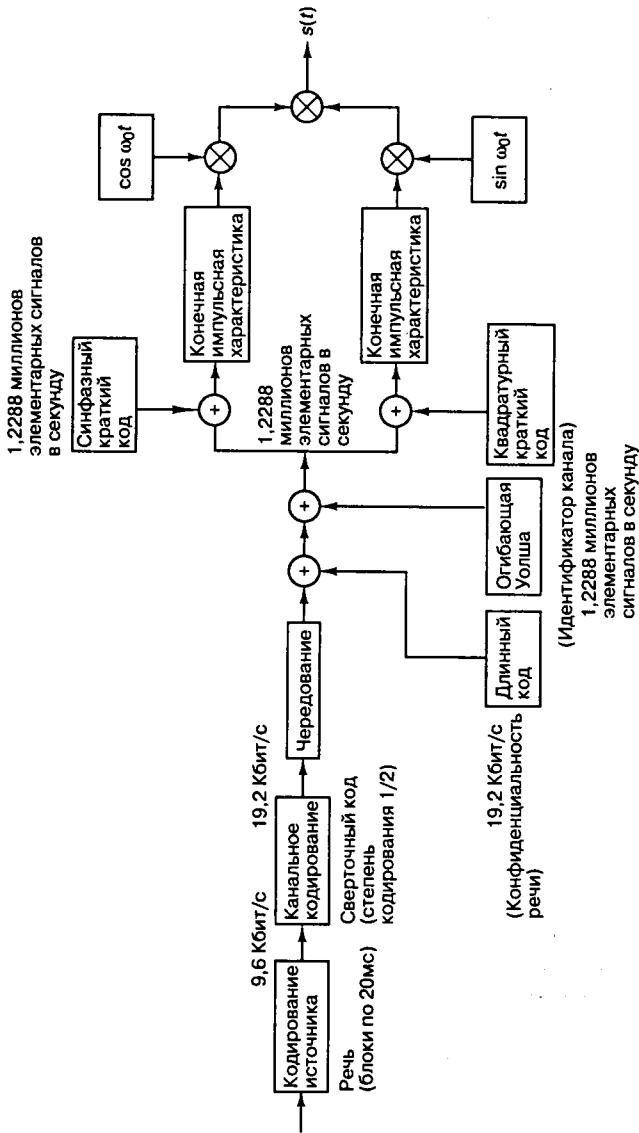 1,2288 миллионов
элементарных сигналов
в секунду
Синфазный
краткий
код
cos ω₀t
Конечная
импульсная
характеристика
s(t)
9,6 Кбит/с
19,2 Кбит/с
Кодирование
источника
Канальное
кодирование
Чередование
1,2288
миллионов
элементарных
сигналов в
секунду
Речь
(блоки по 20мс)
Сверточный код
(степень
кодирования 1/2)
Конечная
импульсная
характеристика
19,2 Кбит/с
(Конфиденциальность
речи)
Длинный
код
Огибающая
Уолша
(Идентификатор канала)
1,2288 миллионов
элементарных
сигналов в секунду
Квадратурный
краткий
код
sin ω₀t